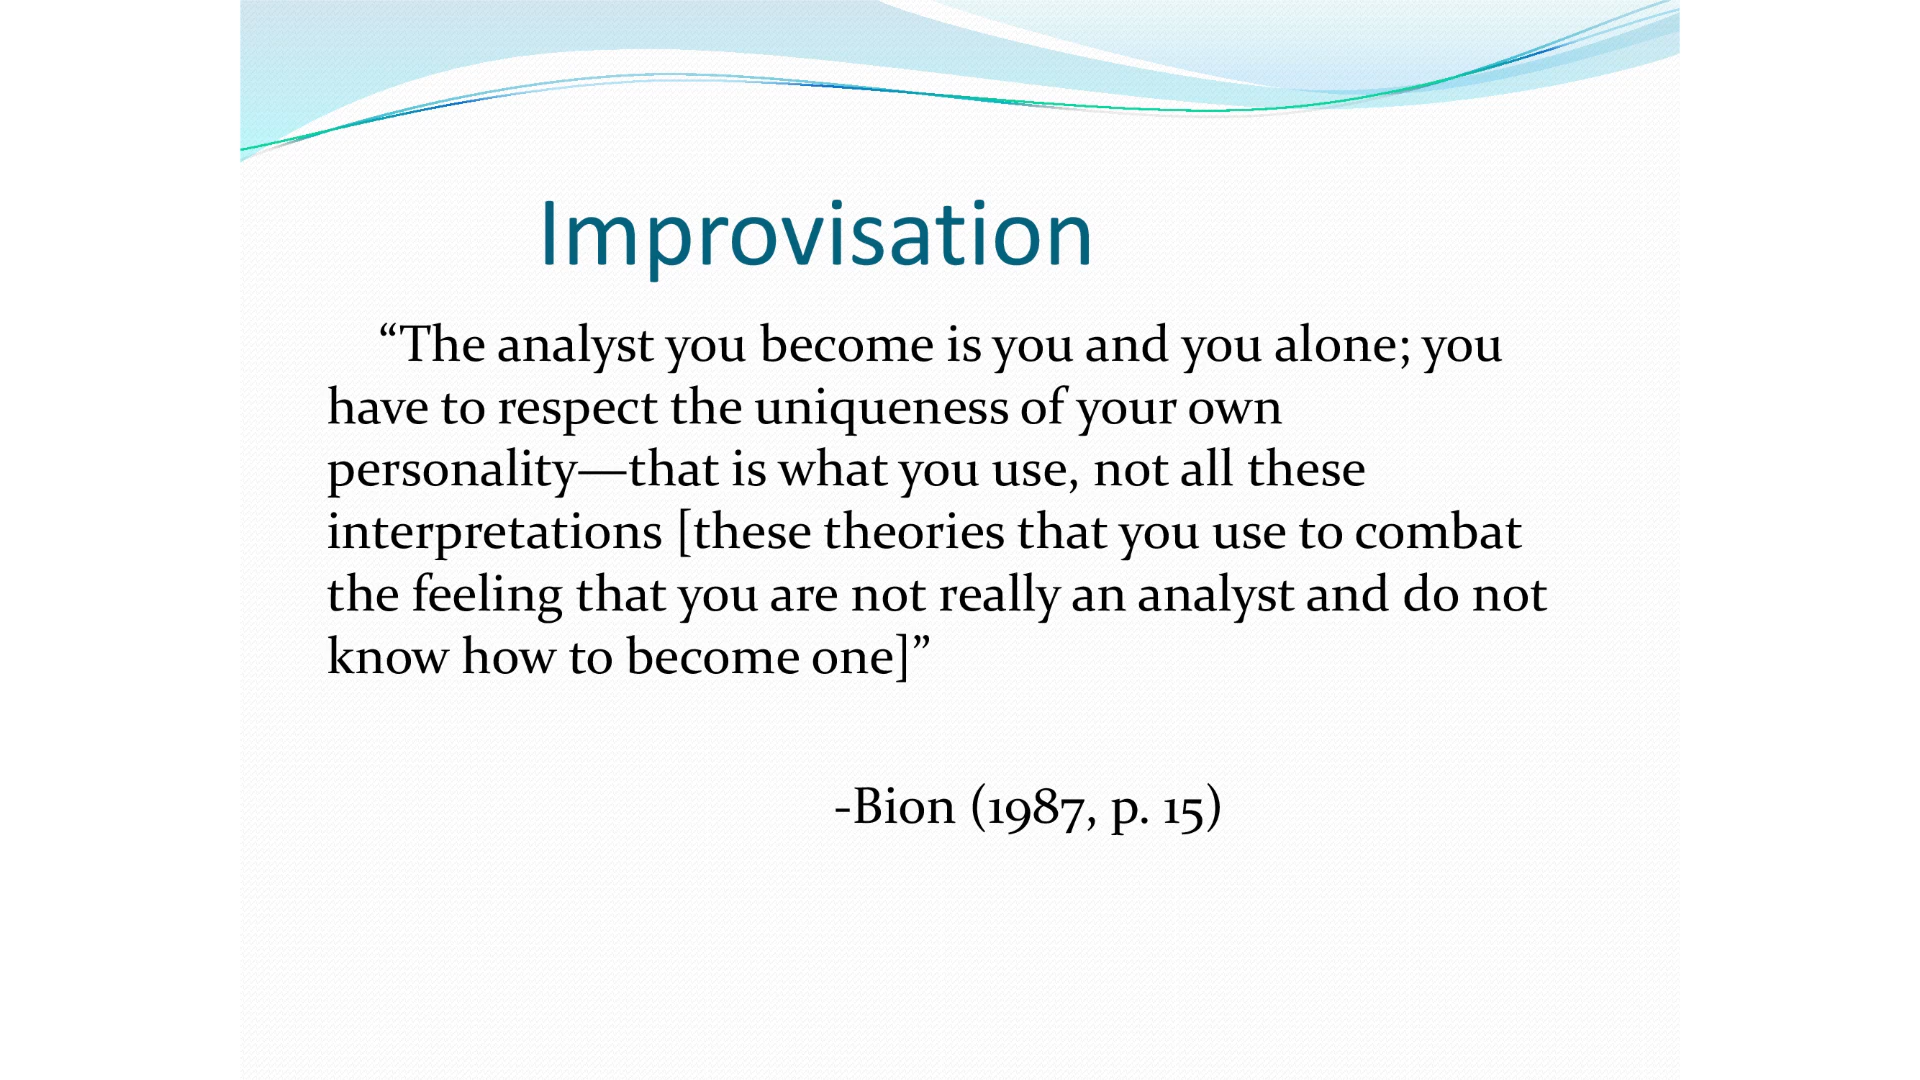 Improvisation
“The analyst you become is you and you alone; you
have to respect the uniqueness of your own
personality—that is what you use, not all these
interpretations [these theories that you use to combat
the feeling that you are not really an analyst and do not
know how to become one]”
-Bion (1987, p. 15)